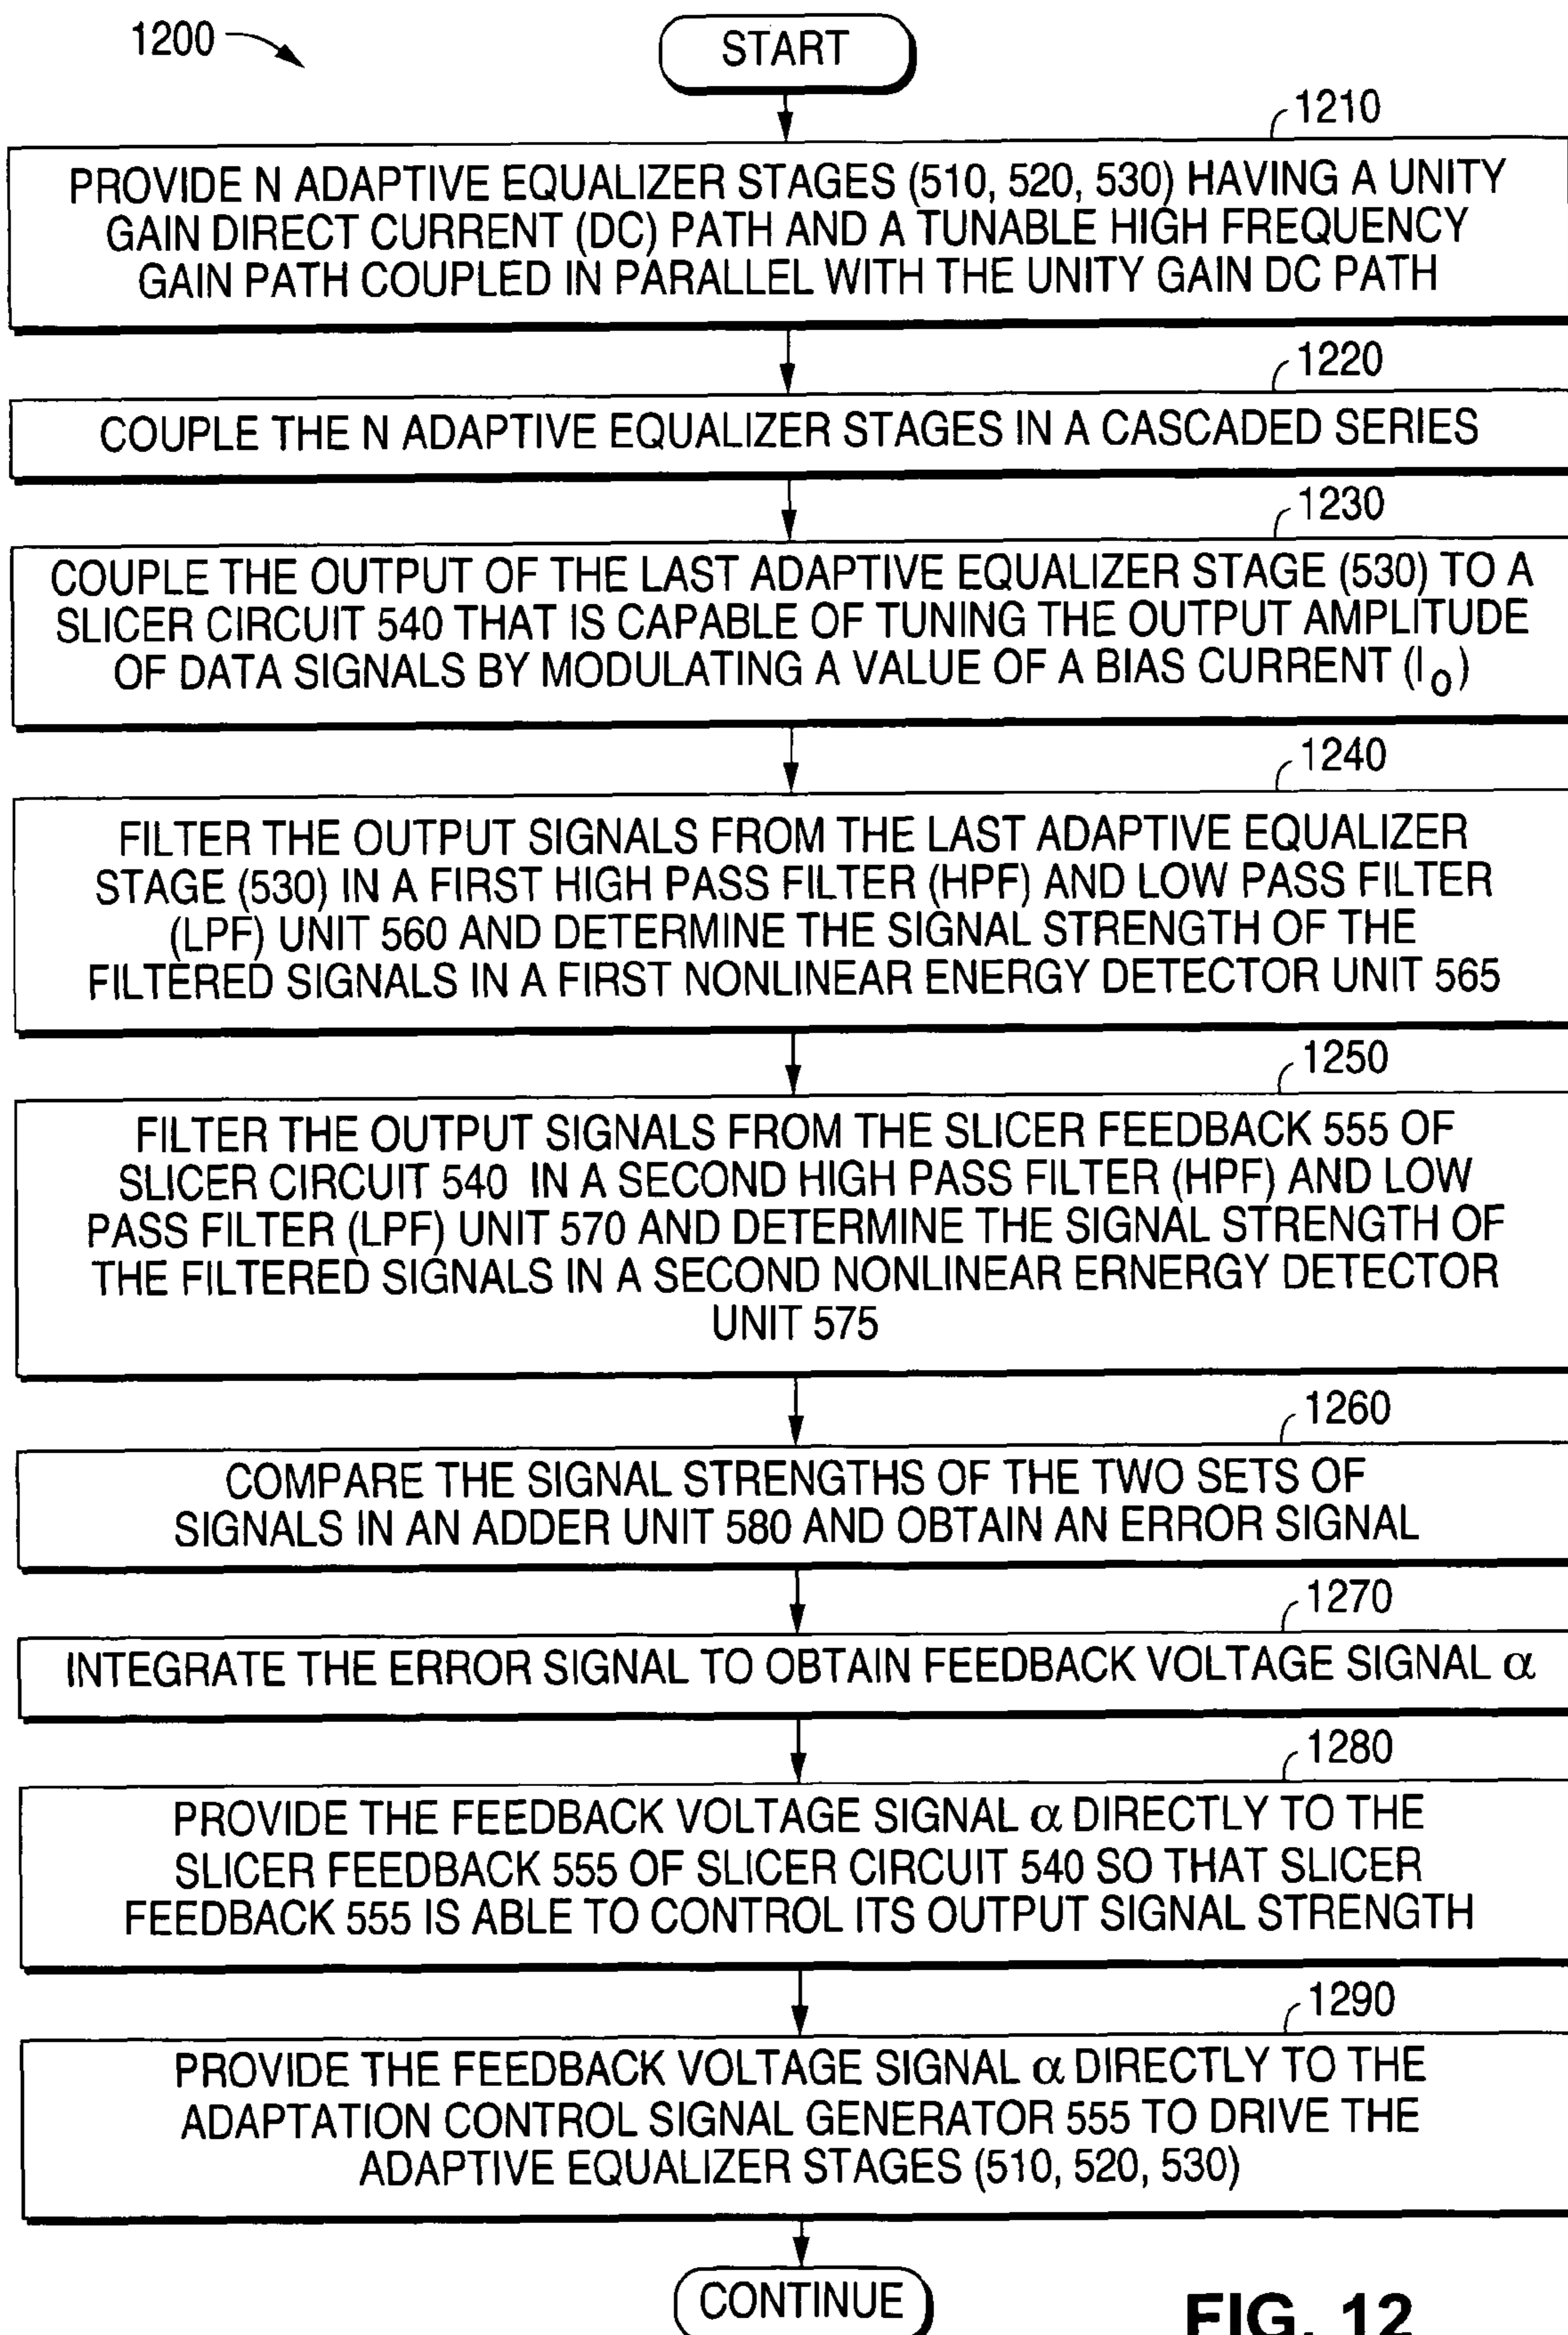 1200
START
1210
PROVIDE N ADAPTIVE EQUALIZER STAGES (510, 520, 530) HAVING A UNITY
GAIN DIRECT CURRENT (DC) PATH AND A TUNABLE HIGH FREQUENCY
GAIN PATH COUPLED IN PARALLEL WITH THE UNITY GAIN DC PATH
1220
COUPLE THE N ADAPTIVE EQUALIZER STAGES IN A CASCADED SERIES
1230
COUPLE THE OUTPUT OF THE LAST ADAPTIVE EQUALIZER STAGE (530) TO A
SLICER CIRCUIT 540 THAT IS CAPABLE OF TUNING THE OUTPUT AMPLITUDE
OF DATA SIGNALS BY MODULATING A VALUE OF A BIAS CURRENT (I0)
1240
FILTER THE OUTPUT SIGNALS FROM THE LAST ADAPTIVE EQUALIZER
STAGE (530) IN A FIRST HIGH PASS FILTER (HPF) AND LOW PASS FILTER
(LPF) UNIT 560 AND DETERMINE THE SIGNAL STRENGTH OF THE
FILTERED SIGNALS IN A FIRST NONLINEAR ENERGY DETECTOR UNIT 565
1250
FILTER THE OUTPUT SIGNALS FROM THE SLICER FEEDBACK 555 OF
SLICER CIRCUIT 540 IN A SECOND HIGH PASS FILTER (HPF) AND LOW
PASS FILTER (LPF) UNIT 570 AND DETERMINE THE SIGNAL STRENGTH OF
THE FILTERED SIGNALS IN A SECOND NONLINEAR ERNERGY DETECTOR
UNIT 575
1260
COMPARE THE SIGNAL STRENGTHS OF THE TWO SETS OF
SIGNALS IN AN ADDER UNIT 580 AND OBTAIN AN ERROR SIGNAL
1270
INTEGRATE THE ERROR SIGNAL TO OBTAIN FEEDBACK VOLTAGE SIGNAL α
1280
PROVIDE THE FEEDBACK VOLTAGE SIGNAL α DIRECTLY TO THE
SLICER FEEDBACK 555 OF SLICER CIRCUIT 540 SO THAT SLICER
FEEDBACK 555 IS ABLE TO CONTROL ITS OUTPUT SIGNAL STRENGTH
1290
PROVIDE THE FEEDBACK VOLTAGE SIGNAL α DIRECTLY TO THE
ADAPTATION CONTROL SIGNAL GENERATOR 555 TO DRIVE THE
ADAPTIVE EQUALIZER STAGES (510, 520, 530)
CONTINUE
FIG. 12